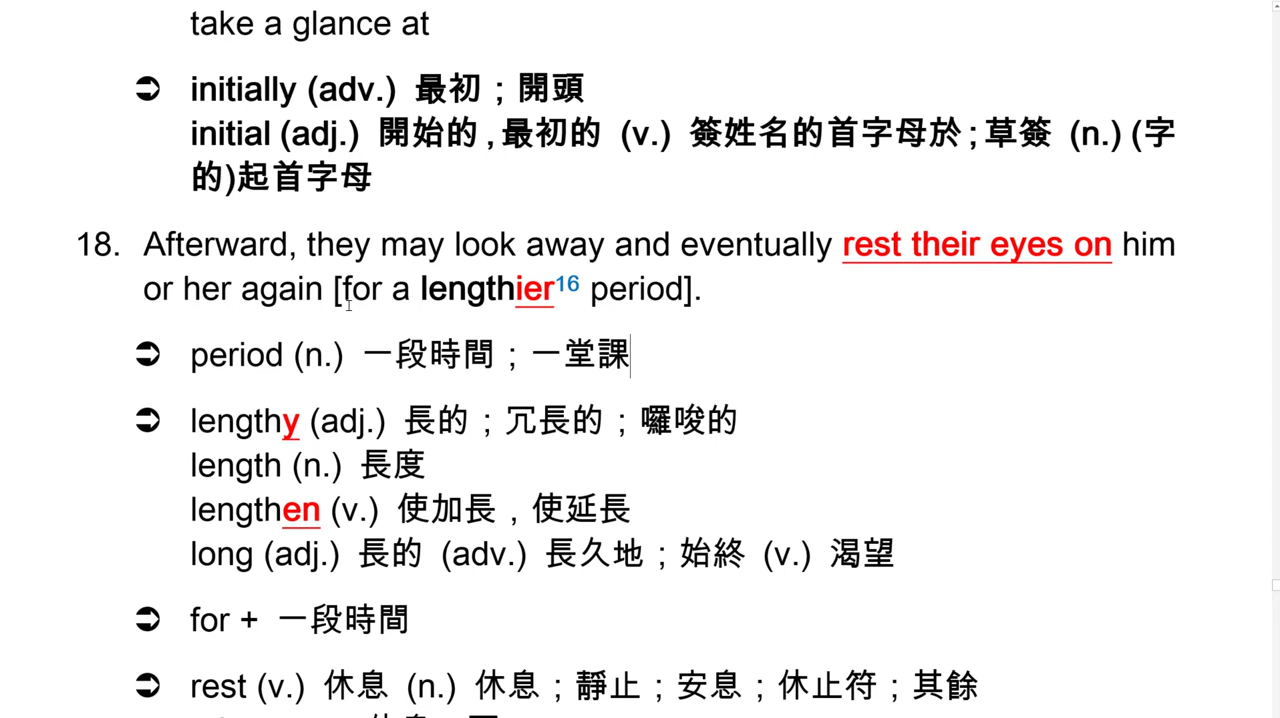 take a glance at
➲ initially (adv.) 最初；開頭
initial (adj.) 開始的,最初的 (v.) 簽姓名的首字母於;草簽 (n.) (字
的)起首字母
18. Afterward, they may look away and eventually rest their eyes on him
or her again [for a lengthier16 period].
➲ period (n.) 一段時間；一堂課
➲ lengthy (adj.) 長的；冗長的；囉唆的
length (n.) 長度
lengthen (v.) 使加長，使延長
long (adj.) 長的 (adv.) 長久地；始終 (v.) 渴望
➲ for + 一段時間
➲ rest (v.) 休息 (n.) 休息；靜止；安息；休止符；其餘